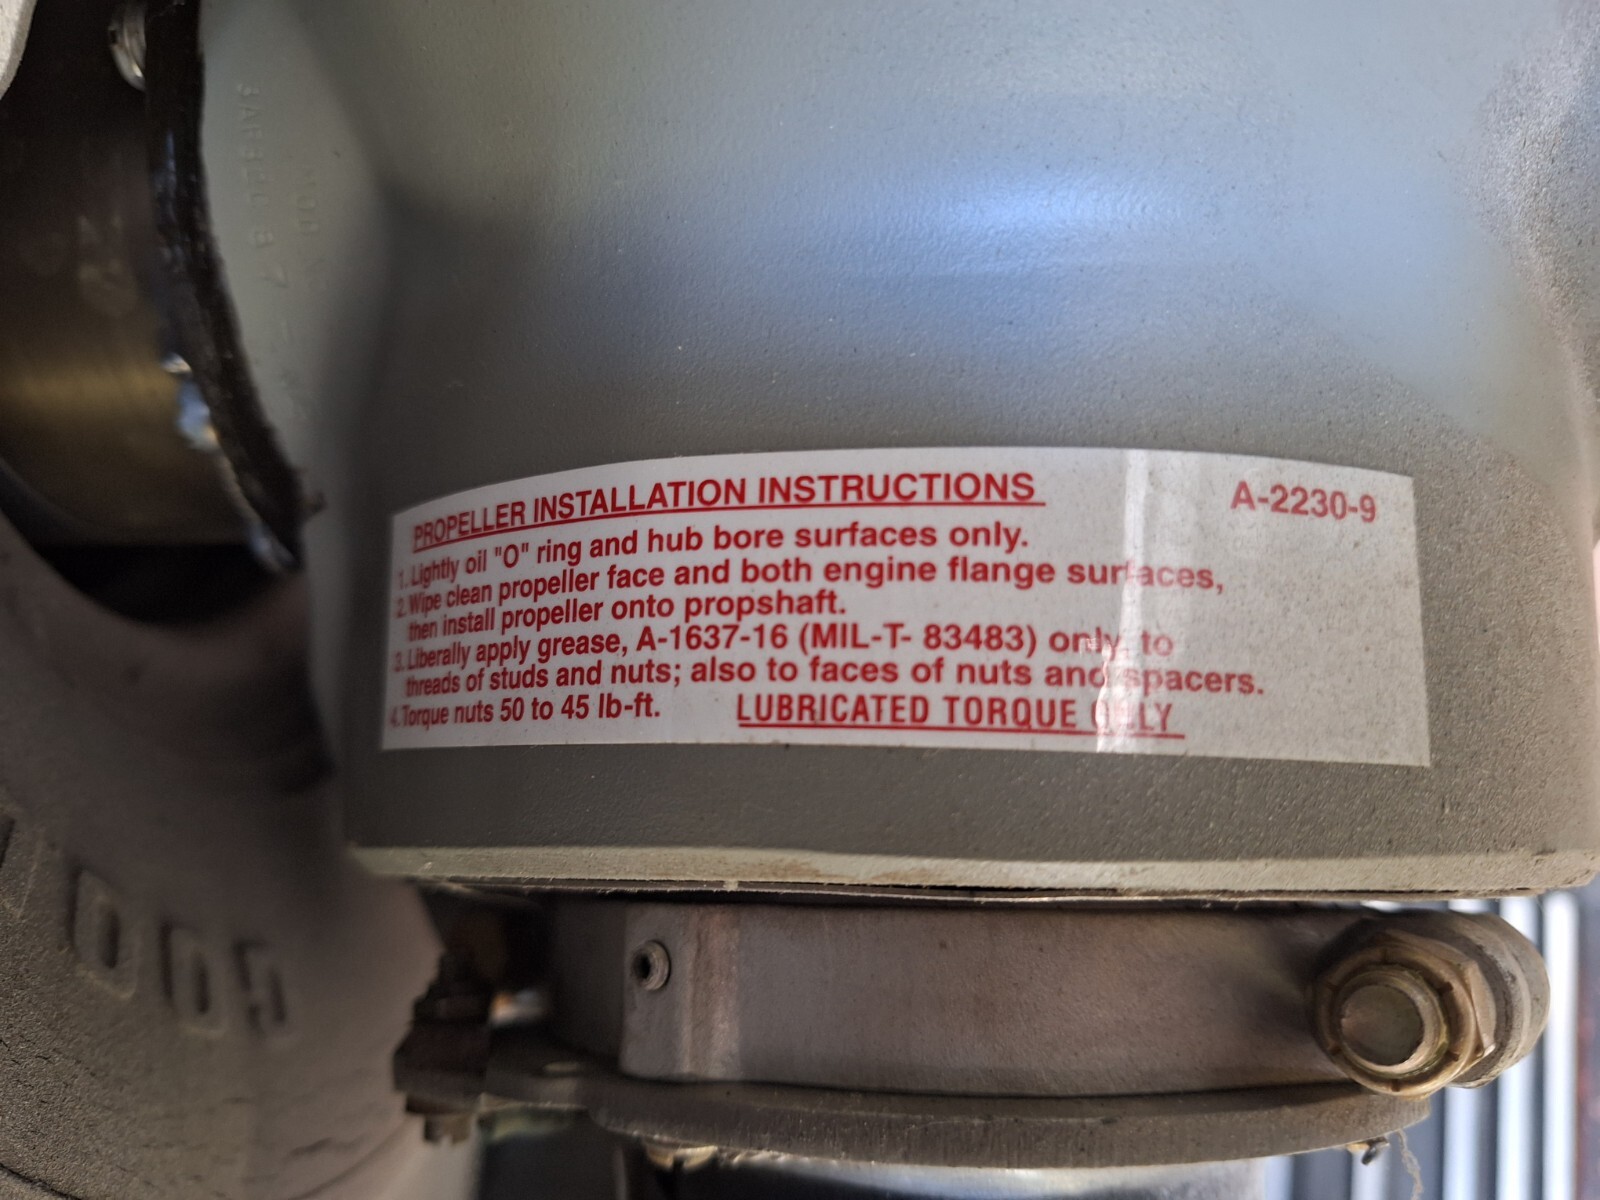 PROPELLER INSTALLATION INSTRUCTIONS A-2230-9
1. Lightly oil "O" ring and hub bore surfaces only.
2. Wipe clean propeller face and both engine flange surfaces,
then install propeller onto propshaft.
3. Liberally apply grease, A-1637-16 (MIL-T- 83483) only, to
threads of studs and nuts; also to faces of nuts and spacers.
4. Torque nuts 50 to 45 lb-ft. LUBRICATED TORQUE ONLY